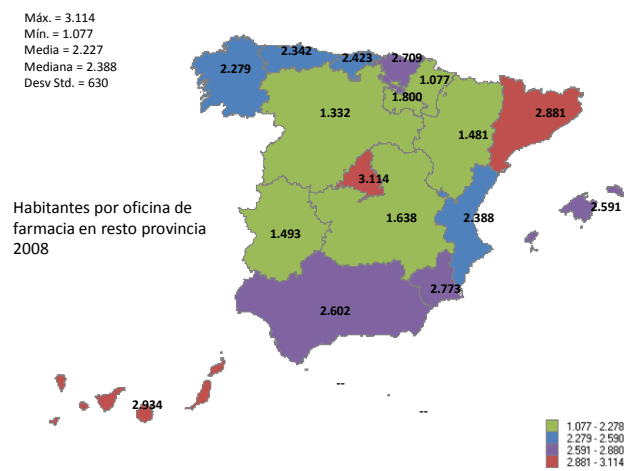 Máx. = 3.114
Mín. = 1.077
Media = 2.227
Mediana = 2.388
Desv Std. = 630
2.342
2.423
2.709
2.279
1.077
1.800
1.332
2.881
1.481
3.114
Habitantes por oficina de
farmacia en resto provincia
2008
2.591
2.388
1.638
1.493
2.773
2.602
--
2.934
--
1.077 - 2.278
2.279 - 2.590
2.591 - 2.880
2.881 - 3.114